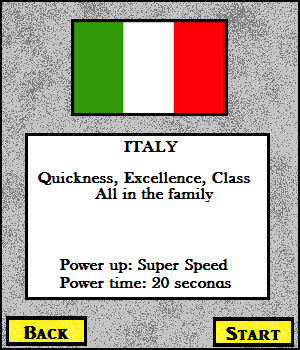 ITALY
Quickness, Excellence, Class
All in the family
Power up: Super Speed
Power time: 20 seconds
Back
Start